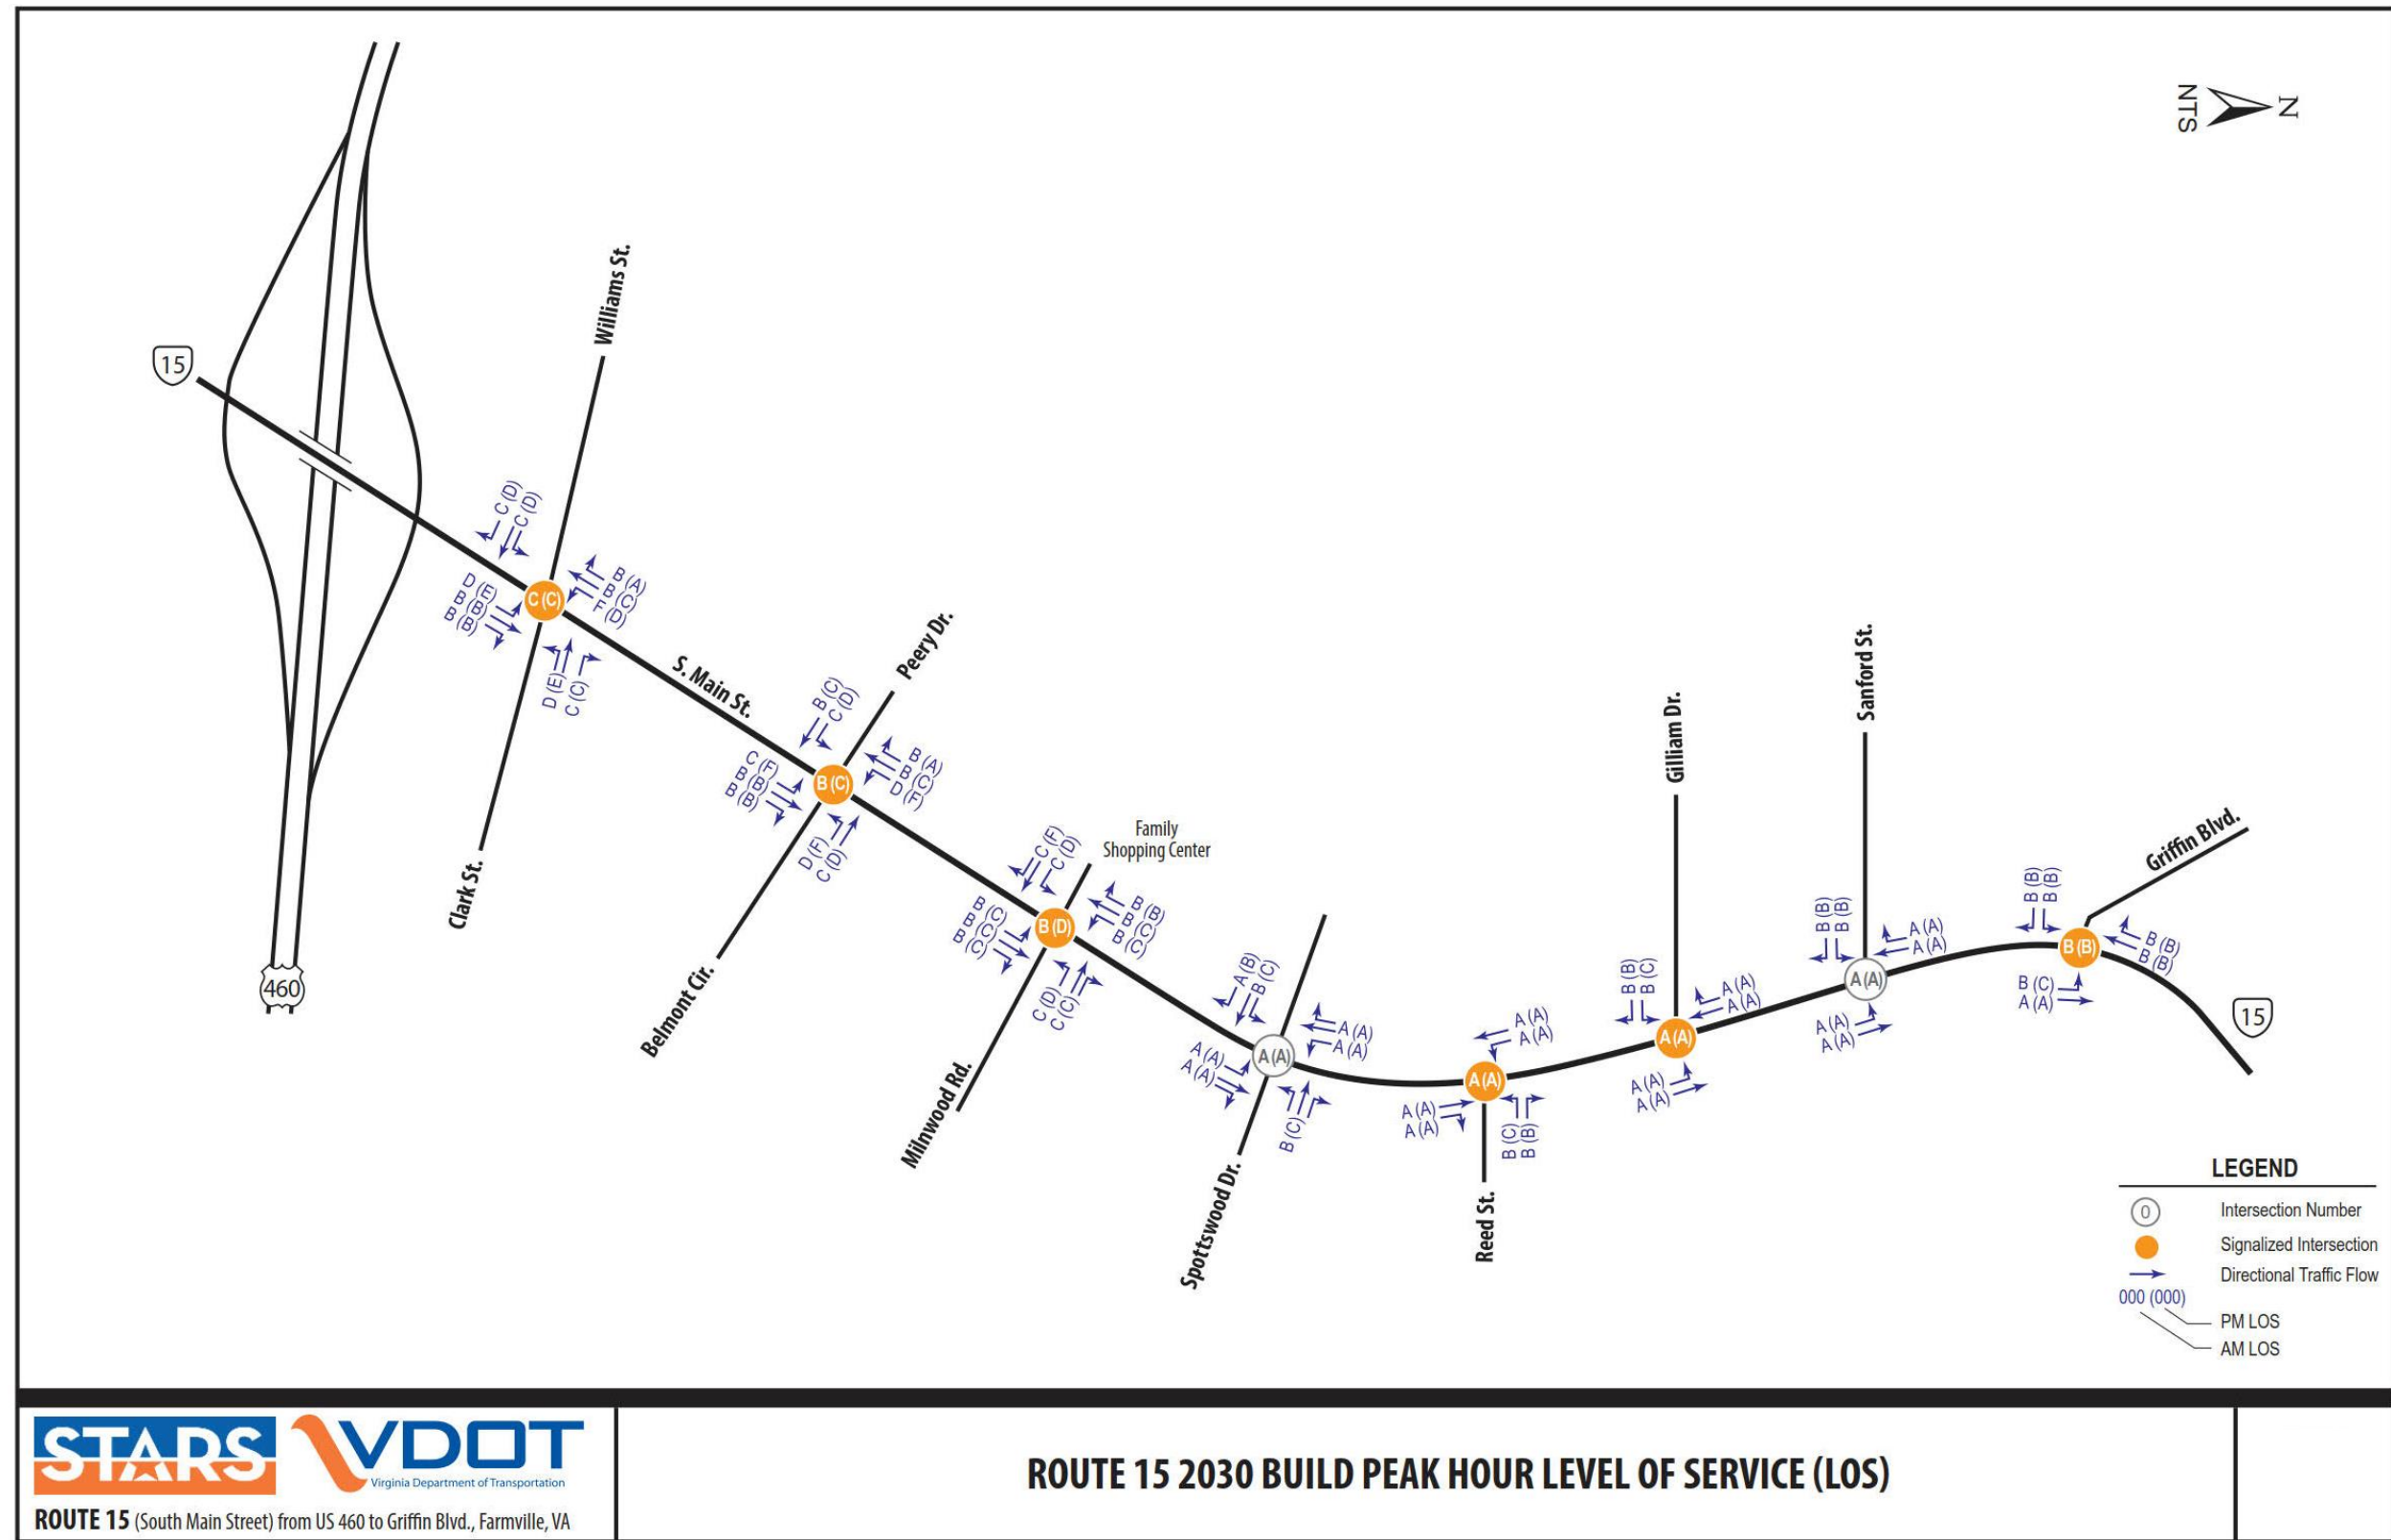 N
NTS
15
460
Williams St.
C (D)
C (D)
B (A)
B (C)
F (D)
D (E)
B (B)
B (B)
C (C)
D (E)
C (C)
Clark St.
S. Main St.
Peery Dr.
B (C)
C (D)
B (A)
B (C)
D (F)
C (F)
B (B)
B (B)
B (C)
D (F)
C (D)
Belmont Cir.
Family
Shopping Center
C (F)
C (D)
B (B)
B (C)
B (C)
B (C)
B (C)
B (C)
B (D)
C (D)
C (C)
Milnwood Rd.
A (B)
B (C)
A (A)
A (A)
A (A)
A (A)
A (A)
B (C)
Spottswood Dr.
A (A)
A (A)
A (A)
A (A)
A (A)
B (C)
B (B)
Reed St.
Gilliam Dr.
B (B)
B (C)
A (A)
A (A)
A (A)
A (A)
A (A)
Sanford St.
B (B)
B (B)
A (A)
A (A)
A (A)
A (A)
A (A)
Griffin Blvd.
B (B)
B (B)
B (B)
B (B)
B (B)
B (C)
A (A)
15
LEGEND
0 Intersection Number
Signalized Intersection
Directional Traffic Flow
000 (000)
PM LOS
AM LOS
STARS VDOT
Virginia Department of Transportation
ROUTE 15 (South Main Street) from US 460 to Griffin Blvd., Farmville, VA
ROUTE 15 2030 BUILD PEAK HOUR LEVEL OF SERVICE (LOS)